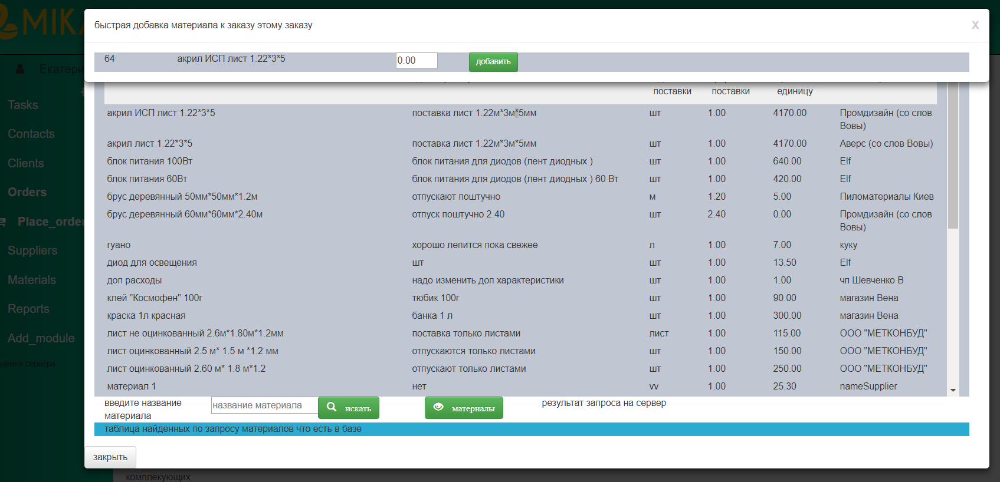 MIKA
быстрая добавка материала к заказу этому заказу
x
64 акрил ИСП лист 1.22*3*5 0.00 добавить
Екатери
Tasks
Contacts
Clients
Orders
Place_order
Suppliers
Materials
Reports
Add_module
щения сервера
поставки поставки единицу
акрил ИСП лист 1.22*3*5 поставка лист 1.22м*3м*5мм шт 1.00 4170.00 Промдизайн (со слов
Вовы)
акрил лист 1.22*3*5 поставка лист 1.22м*3м*5мм шт 1.00 4170.00 Аверс (со слов Вовы)
блок питания 100Вт блок питания для диодов (лент диодных ) шт 1.00 640.00 Elf
блок питания 60Вт блок питания для диодов (лент диодных ) 60 Вт шт 1.00 420.00 Elf
брус деревянный 50мм*50мм*1.2м отпускают поштучно м 1.20 5.00 Пиломатериалы Киев
брус деревянный 60мм*60мм*2.40м отпуск поштучно 2.40 шт 2.40 0.00 Промдизайн (со слов
Вовы)
гуано хорошо лепится пока свежее л 1.00 7.00 куку
диод для освещения шт шт 1.00 13.50 Elf
доп расходы надо изменить доп характеристики шт 1.00 1.00 чп Шевченко В
клей "Космофен" 100г тюбик 100г шт 1.00 90.00 магазин Вена
краска 1л красная банка 1 л шт 1.00 300.00 магазин Вена
лист не оцинкованный 2.6м*1.80м*1.2мм поставка только листами лист 1.00 115.00 ООО "МЕТКОНБУД"
лист оцинкованный 2.5 м* 1.5 м *1.2 мм отпускаются только листами шт 1.00 150.00 ООО "МЕТКОНБУД"
лист оцинкованный 2.60 м* 1.8 м*1.2 отпускают только листами шт 1.00 250.00 ООО "МЕТКОНБУД"
материал 1 нет vv 1.00 25.30 nameSupplier
введите название
материала
название материала искать материалы результат запроса на сервер
таблица найденных по запросу материалов что есть в базе
закрыть
комплекующих